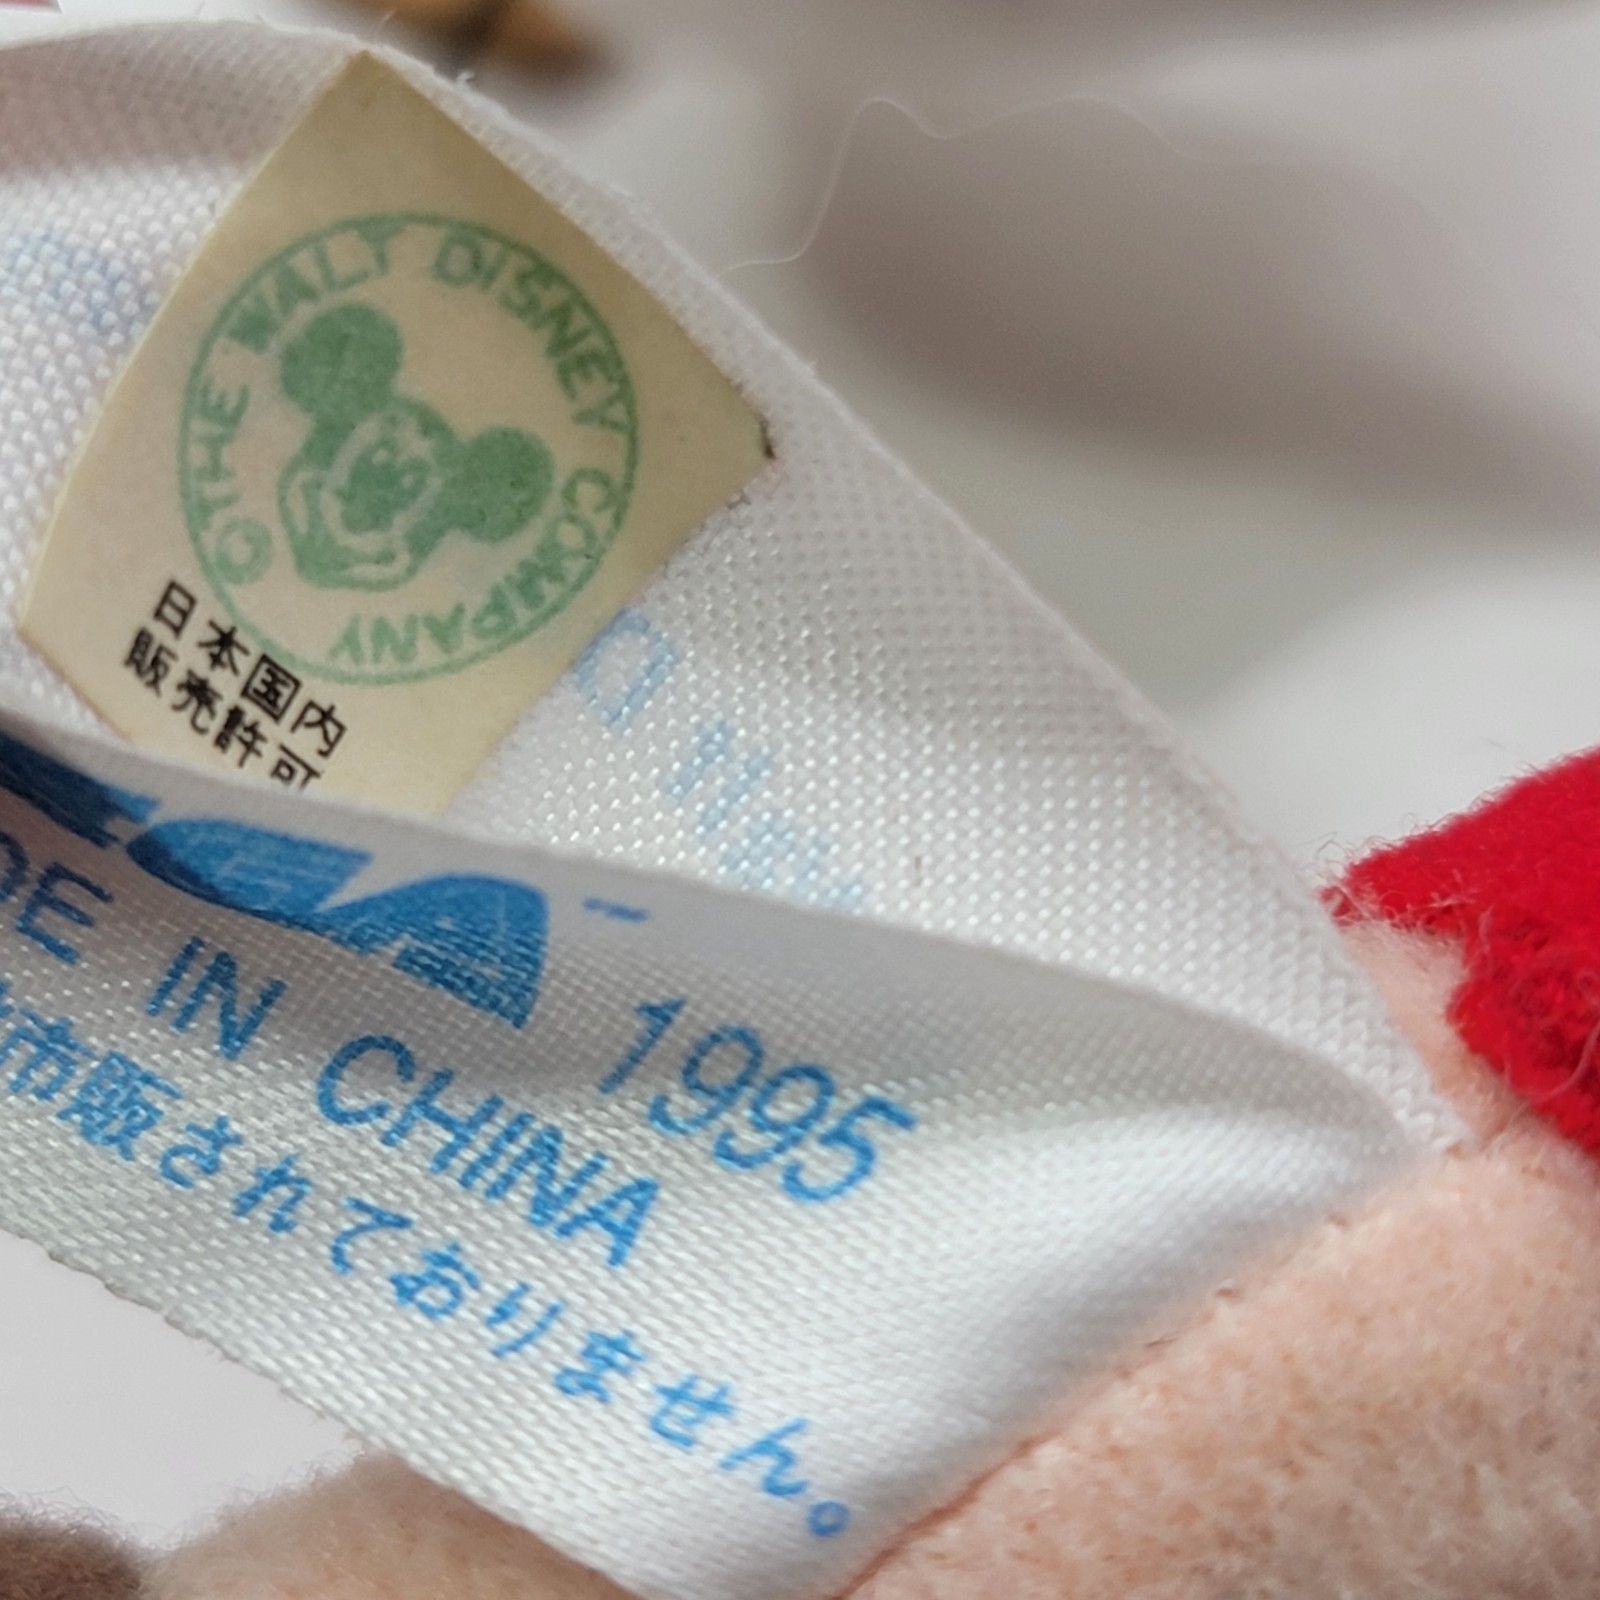 ©THE WALT DISNEY COMPANY
日本国内
販売許可
SEGA
1995
DE IN CHINA
市販されておりません。